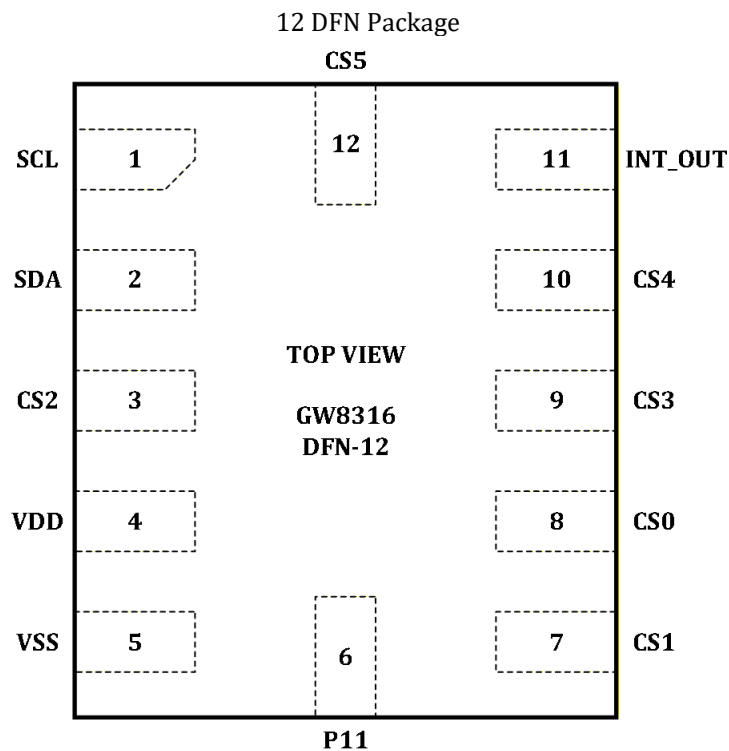 12 DFN Package
CS5
SCL 1 12 11 INT_OUT
SDA 2 10 CS4
TOP VIEW
CS2 3 9 CS3
GW8316
DFN-12
VDD 4 8 CS0
VSS 5 6 7 CS1
P11